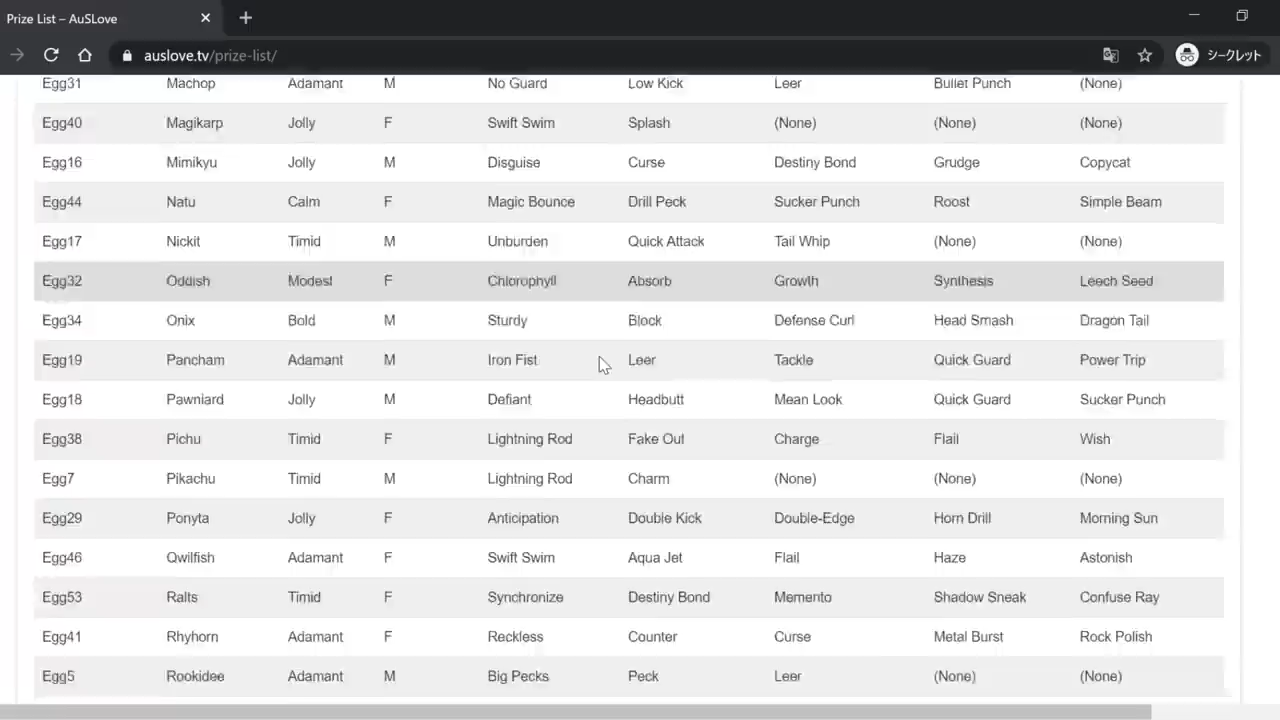 Prize List – AuSLove
auslove.tv/prize-list/
シークレット
Egg31 Machop Adamant M No Guard Low Kick Leer Bullet Punch (None)
Egg40 Magikarp Jolly F Swift Swim Splash (None) (None) (None)
Egg16 Mimikyu Jolly M Disguise Curse Destiny Bond Grudge Copycat
Egg44 Natu Calm F Magic Bounce Drill Peck Sucker Punch Roost Simple Beam
Egg17 Nickit Timid M Unburden Quick Attack Tail Whip (None) (None)
Egg32 Oddish Modest F Chlorophyll Absorb Growth Synthesis Leech Seed
Egg34 Onix Bold M Sturdy Block Defense Curl Head Smash Dragon Tail
Egg19 Pancham Adamant M Iron Fist Leer Tackle Quick Guard Power Trip
Egg18 Pawniard Jolly M Defiant Headbutt Mean Look Quick Guard Sucker Punch
Egg38 Pichu Timid F Lightning Rod Fake Out Charge Flail Wish
Egg7 Pikachu Timid M Lightning Rod Charm (None) (None) (None)
Egg29 Ponyta Jolly F Anticipation Double Kick Double-Edge Horn Drill Morning Sun
Egg46 Qwilfish Adamant F Swift Swim Aqua Jet Flail Haze Astonish
Egg53 Ralts Timid F Synchronize Destiny Bond Memento Shadow Sneak Confuse Ray
Egg41 Rhyhorn Adamant F Reckless Counter Curse Metal Burst Rock Polish
Egg5 Rookidee Adamant M Big Pecks Peck Leer (None) (None)